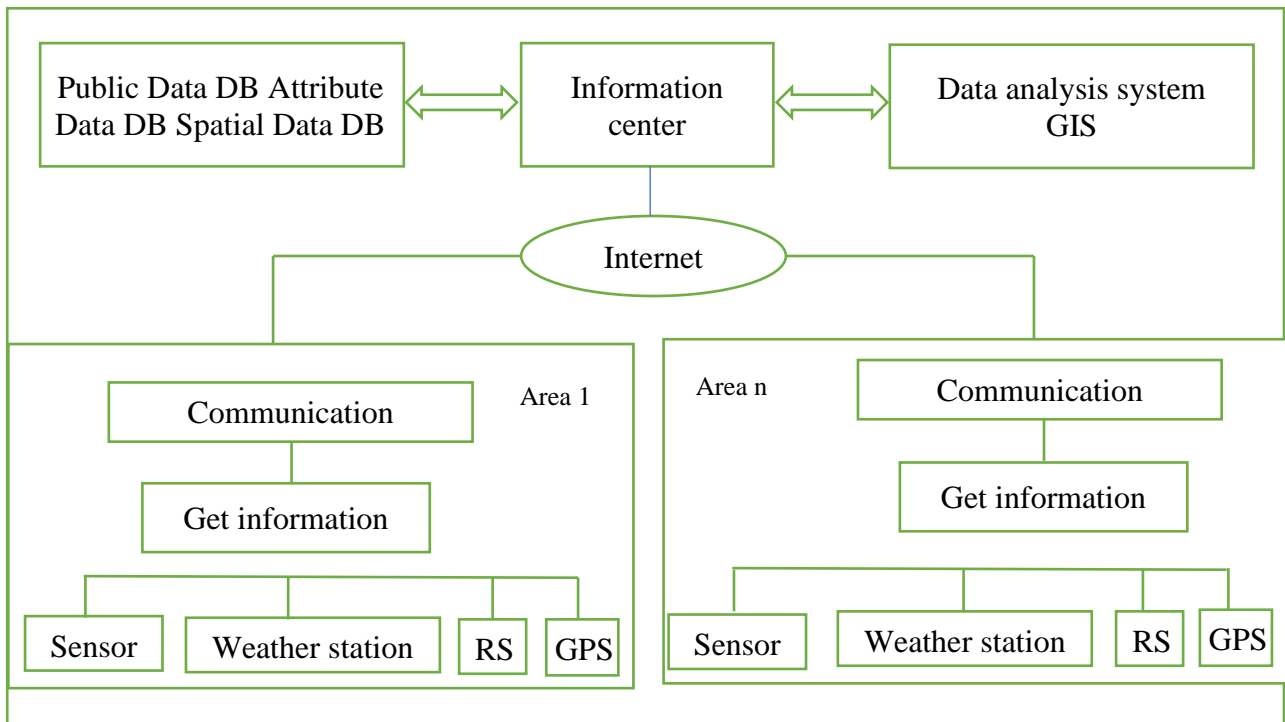 Public Data DB Attribute
Data DB Spatial Data DB
Information
center
Data analysis system
GIS
Internet
Area 1
Communication
Get information
Sensor
Weather station
RS
GPS
Area n
Communication
Get information
Sensor
Weather station
RS
GPS